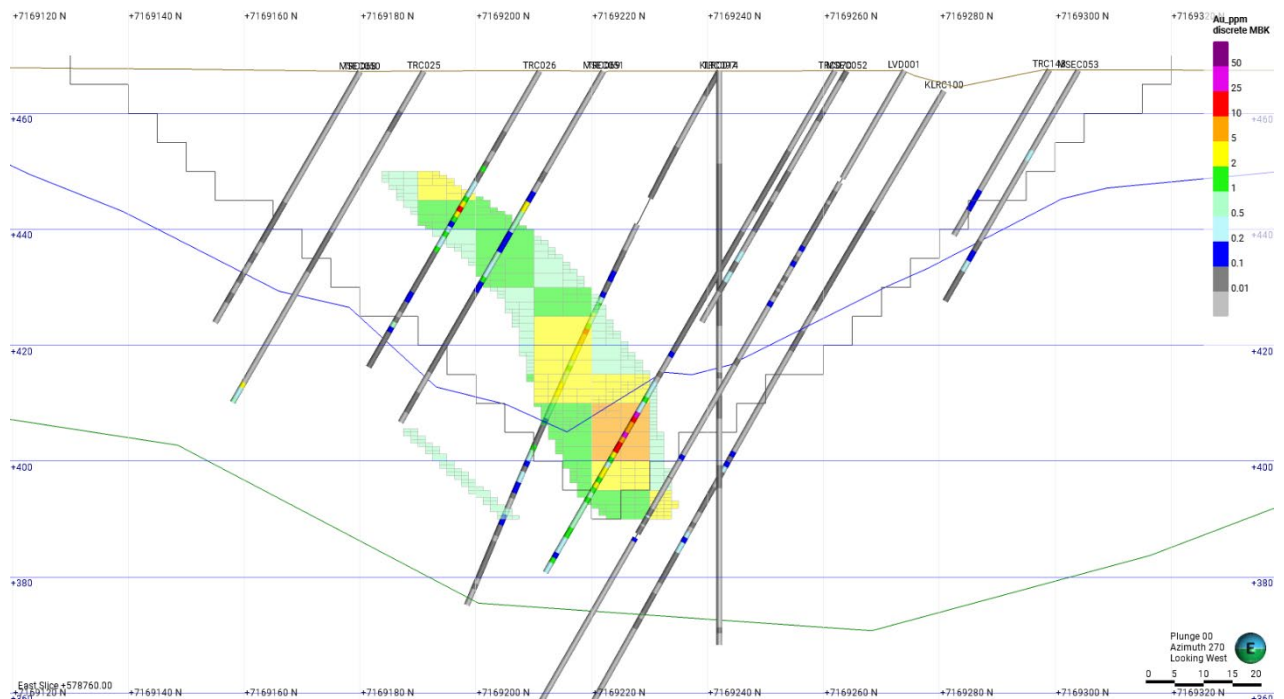 +7169120 N +7169140 N +7169160 N +7169180 N +7169200 N +7169220 N +7169240 N +7169260 N +7169280 N +7169300 N
Au_ppm
discrete MBK
50
25
10
5
2
1
0.5
0.2
0.1
0.01
TRC025 TRC026 LVD001 MSEC053
KLRC100
+460 +460
+440 +440
+420 +420
+400 +400
+380 +380
Plunge 00
Azimuth 270
Looking West
E
0 5 10 15 20
East Slice +578760.00
+7169120 N +7169140 N +7169160 N +7169180 N +7169200 N +7169220 N +7169240 N +7169260 N +7169280 N +7169300 N +7169320 N